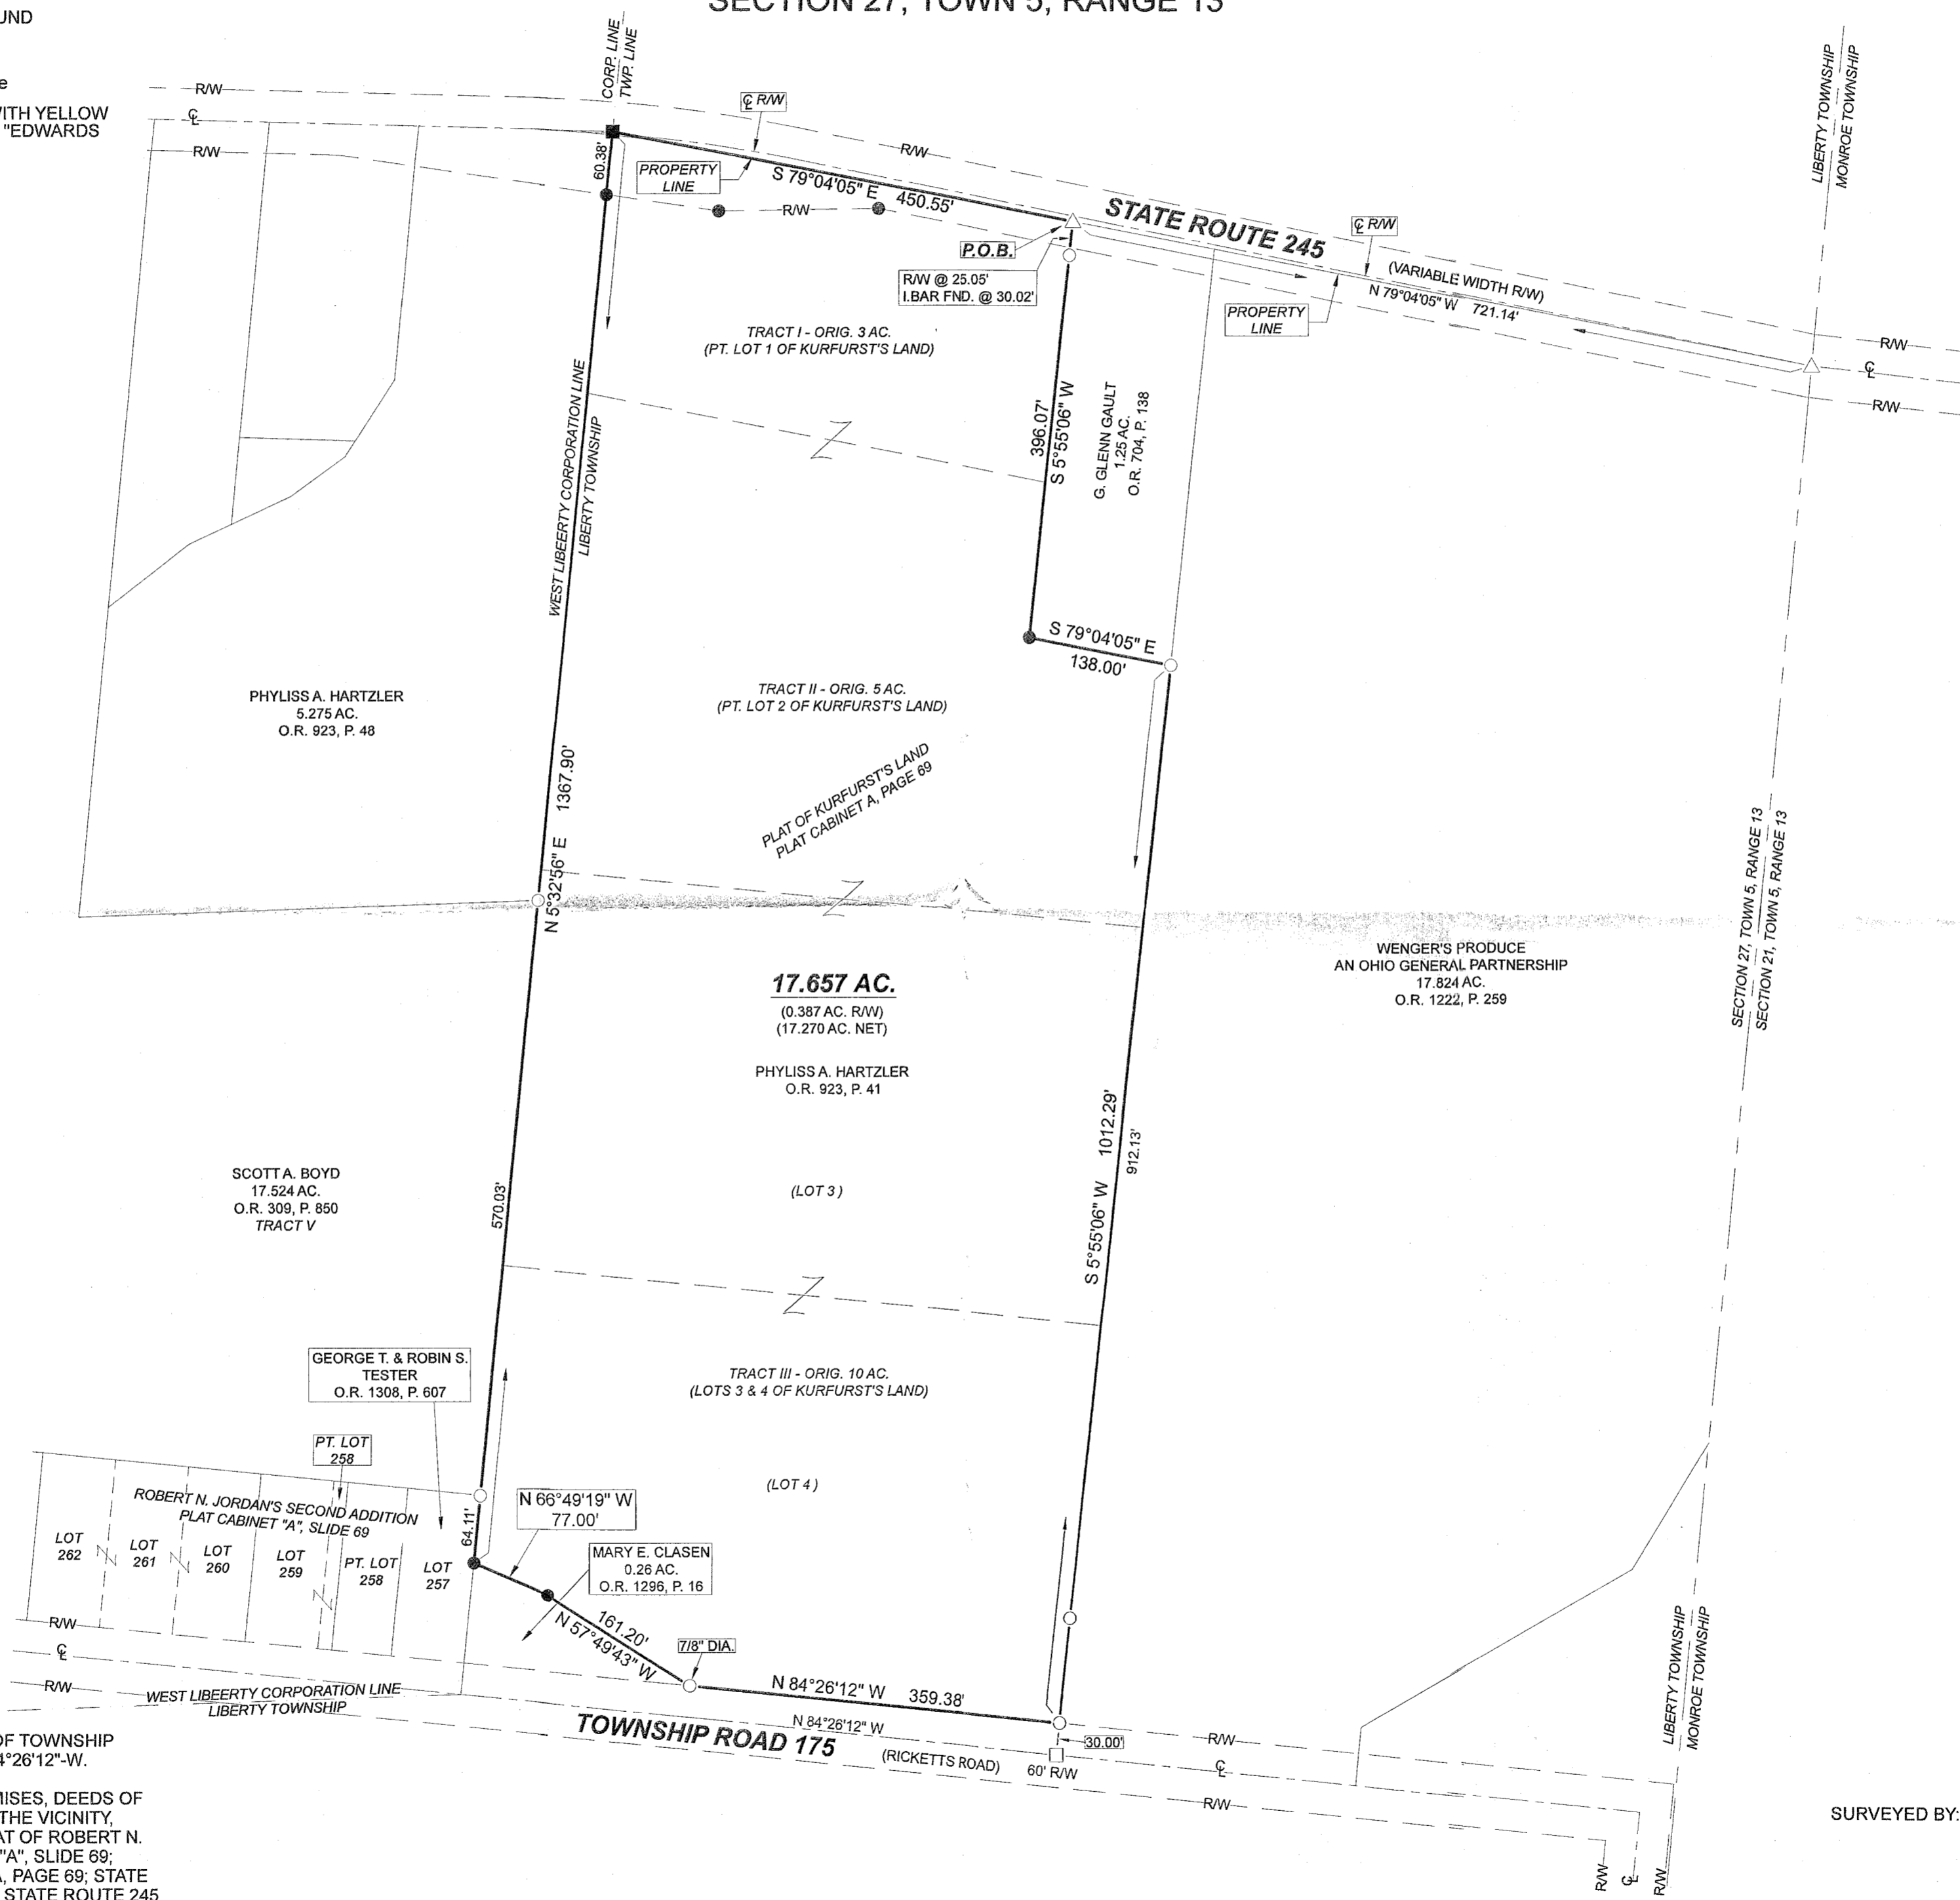 SECTION 27, TOWN 5, RANGE 13
UND
WITH YELLOW
"EDWARDS
CORP. LINE
TWP. LINE
R/W
℄
R/W
℄ R/W
R/W
60.38'
PROPERTY
LINE
S 79°04'05" E 450.55'
R/W
STATE ROUTE 245
℄ R/W
(VARIABLE WIDTH R/W)
N 79°04'05" W 721.14'
PROPERTY
LINE
P.O.B.
R/W @ 25.05'
I.BAR FND. @ 30.02'
LIBERTY TOWNSHIP
MONROE TOWNSHIP
R/W
℄
R/W
TRACT I - ORIG. 3 AC.
(PT. LOT 1 OF KURFURST'S LAND)
WEST LIBEERTY CORPORATION LINE
LIBERTY TOWNSHIP
396.07'
S 5°55'06" W
G. GLENN GAULT
1.25 AC.
O.R. 704, P. 138
S 79°04'05" E
138.00'
PHYLISS A. HARTZLER
5.275 AC.
O.R. 923, P. 48
TRACT II - ORIG. 5 AC.
(PT. LOT 2 OF KURFURST'S LAND)
PLAT OF KURFURST'S LAND
PLAT CABINET A, PAGE 69
N 5°32'56" E 1367.90'
SECTION 27, TOWN 5, RANGE 13
SECTION 21, TOWN 5, RANGE 13
17.657 AC.
(0.387 AC. R/W)
(17.270 AC. NET)
PHYLISS A. HARTZLER
O.R. 923, P. 41
WENGER'S PRODUCE
AN OHIO GENERAL PARTNERSHIP
17.824 AC.
O.R. 1222, P. 259
S 5°55'06" W 1012.29'
912.13'
SCOTT A. BOYD
17.524 AC.
O.R. 309, P. 850
TRACT V
570.03'
(LOT 3)
GEORGE T. & ROBIN S.
TESTER
O.R. 1308, P. 607
TRACT III - ORIG. 10 AC.
(LOTS 3 & 4 OF KURFURST'S LAND)
PT. LOT
258
(LOT 4)
ROBERT N. JORDAN'S SECOND ADDITION
PLAT CABINET "A", SLIDE 69
LOT
262
LOT
261
LOT
260
LOT
259
PT. LOT
258
LOT
257
64.11'
N 66°49'19" W
77.00'
MARY E. CLASEN
0.26 AC.
O.R. 1296, P. 16
161.20'
N 57°49'43" W
7/8" DIA.
N 84°26'12" W 359.38'
N 84°26'12" W
R/W
℄
R/W
WEST LIBEERTY CORPORATION LINE
LIBERTY TOWNSHIP
TOWNSHIP ROAD 175
(RICKETTS ROAD)
60' R/W
30.00'
R/W
℄
R/W
LIBERTY TOWNSHIP
MONROE TOWNSHIP
R/W
℄
R/W
OF TOWNSHIP
4°26'12"-W.
MISES, DEEDS OF
THE VICINITY,
AT OF ROBERT N.
"A", SLIDE 69;
A, PAGE 69; STATE
STATE ROUTE 245
SURVEYED BY: